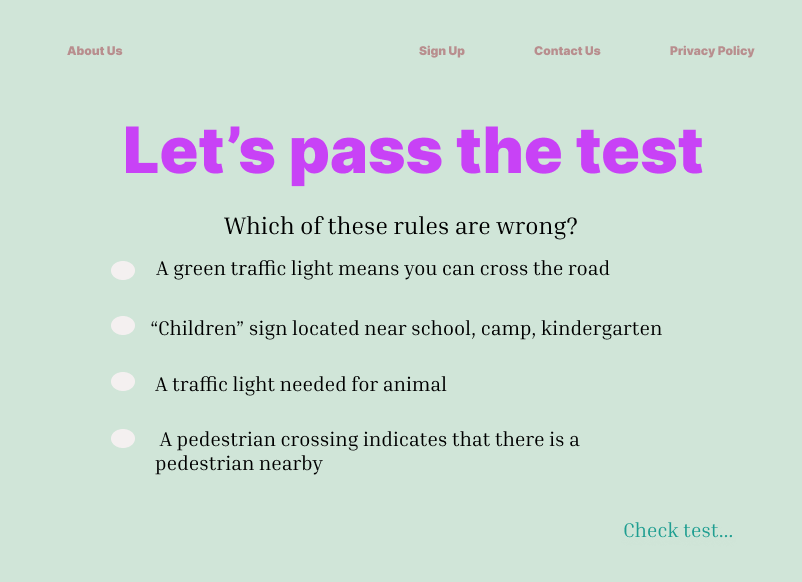 About Us Sign Up Contact Us Privacy Policy
Let’s pass the test
Which of these rules are wrong?
A green traffic light means you can cross the road
“Children” sign located near school, camp, kindergarten
A traffic light needed for animal
A pedestrian crossing indicates that there is a
pedestrian nearby
Check test...